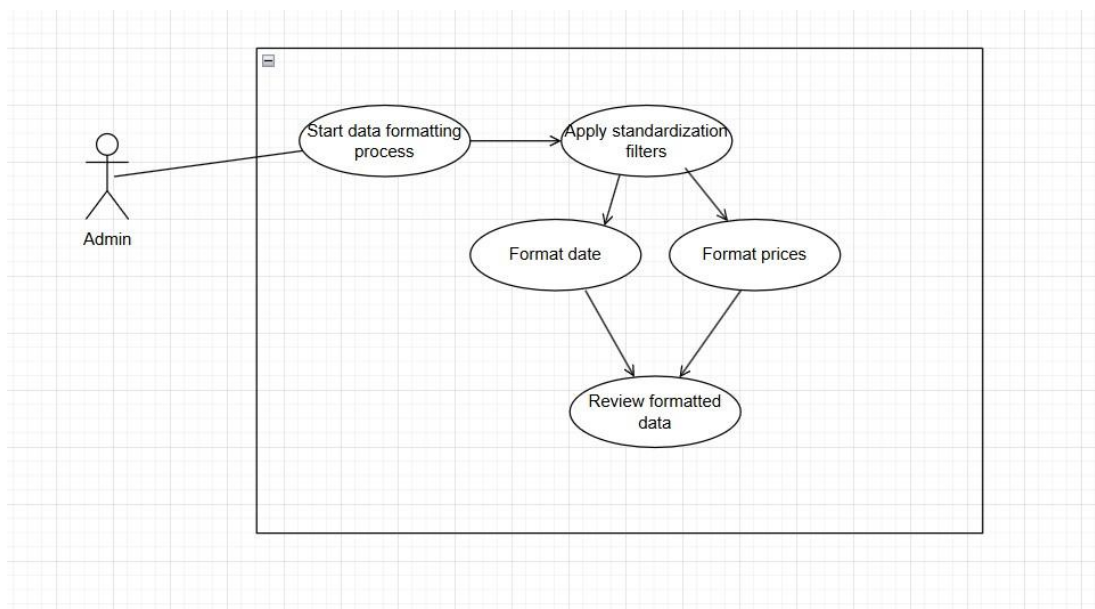 Start data formatting
process
Apply standardization
filters
Admin
Format date
Format prices
Review formatted
data